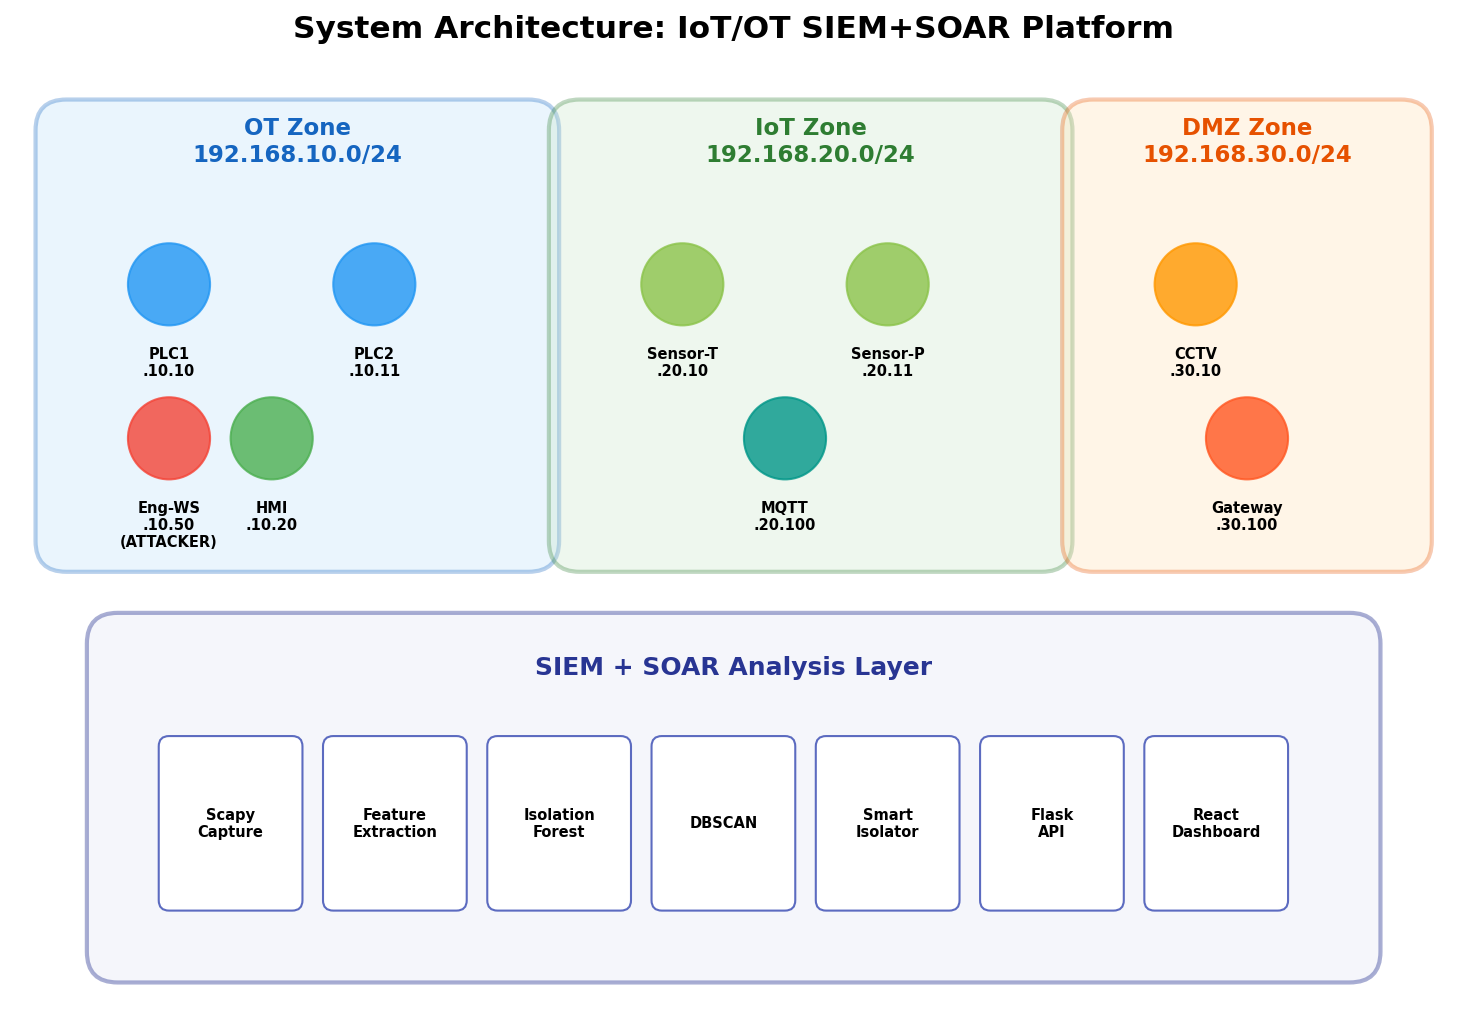 System Architecture: IoT/OT SIEM+SOAR Platform
OT Zone
192.168.10.0/24
IoT Zone
192.168.20.0/24
DMZ Zone
192.168.30.0/24
PLC1
.10.10
PLC2
.10.11
Sensor-T
.20.10
Sensor-P
.20.11
CCTV
.30.10
Eng-WS
.10.50
(ATTACKER)
HMI
.10.20
MQTT
.20.100
Gateway
.30.100
SIEM + SOAR Analysis Layer
Scapy
Capture
Feature
Extraction
Isolation
Forest
DBSCAN
Smart
Isolator
Flask
API
React
Dashboard